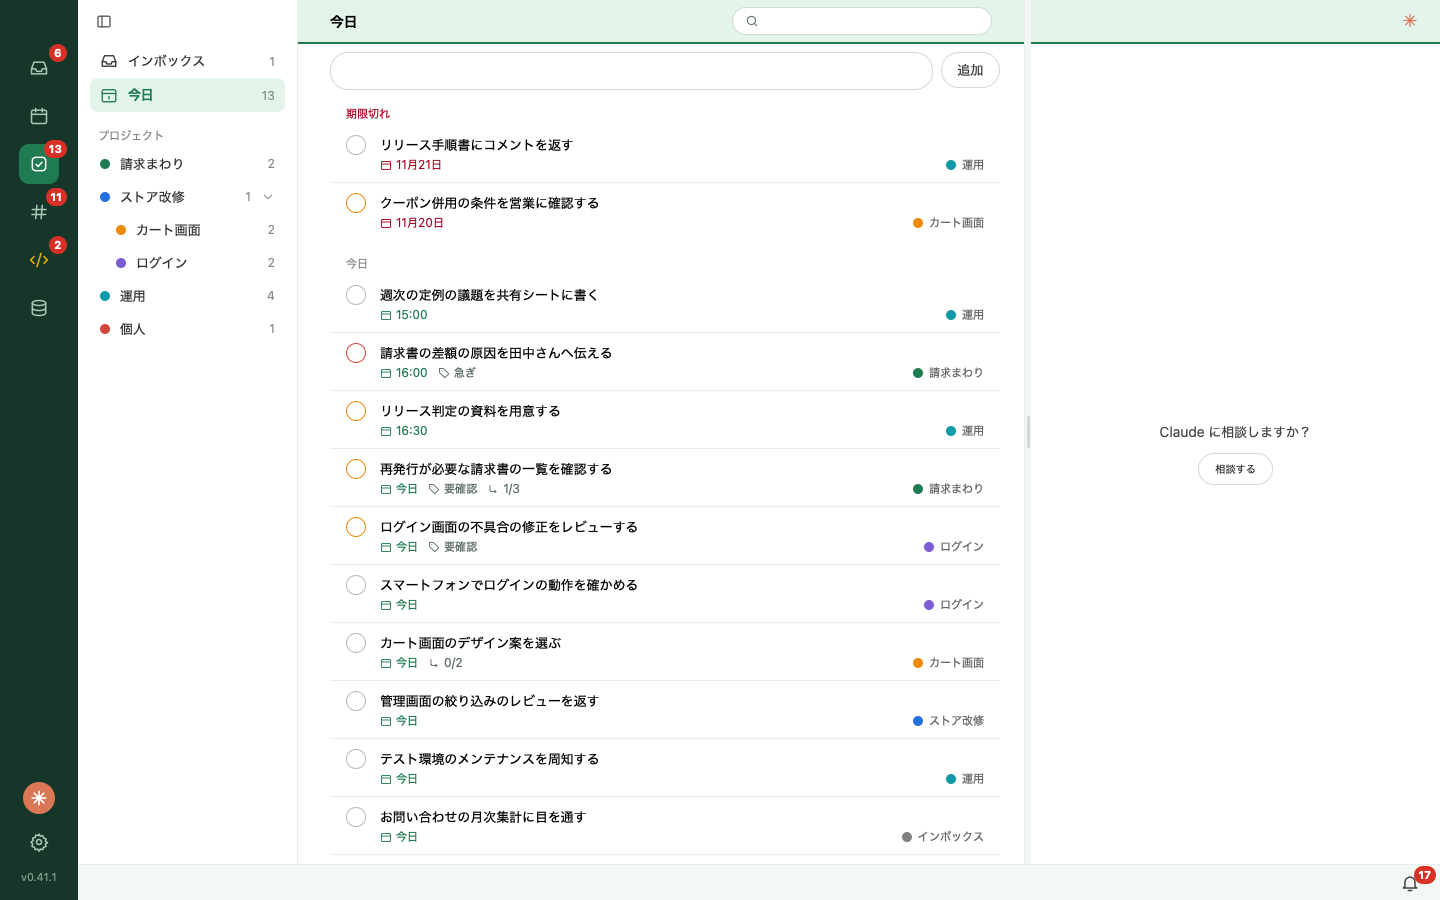 6
13
11
2
v0.41.1
インボックス 1
今日 13
プロジェクト
請求まわり 2
ストア改修 1
カート画面 2
ログイン 2
運用 4
個人 1
今日
追加
期限切れ
リリース手順書にコメントを返す
11月21日 運用
クーポン併用の条件を営業に確認する
11月20日 カート画面
今日
週次の定例の議題を共有シートに書く
15:00 運用
請求書の差額の原因を田中さんへ伝える
16:00 急ぎ 請求まわり
リリース判定の資料を用意する
16:30 運用
再発行が必要な請求書の一覧を確認する
今日 要確認 1/3 請求まわり
ログイン画面の不具合の修正をレビューする
今日 要確認 ログイン
スマートフォンでログインの動作を確かめる
今日 ログイン
カート画面のデザイン案を選ぶ
今日 0/2 カート画面
管理画面の絞り込みのレビューを返す
今日 ストア改修
テスト環境のメンテナンスを周知する
今日 運用
お問い合わせの月次集計に目を通す
今日 インボックス
Claude に相談しますか？
相談する
17